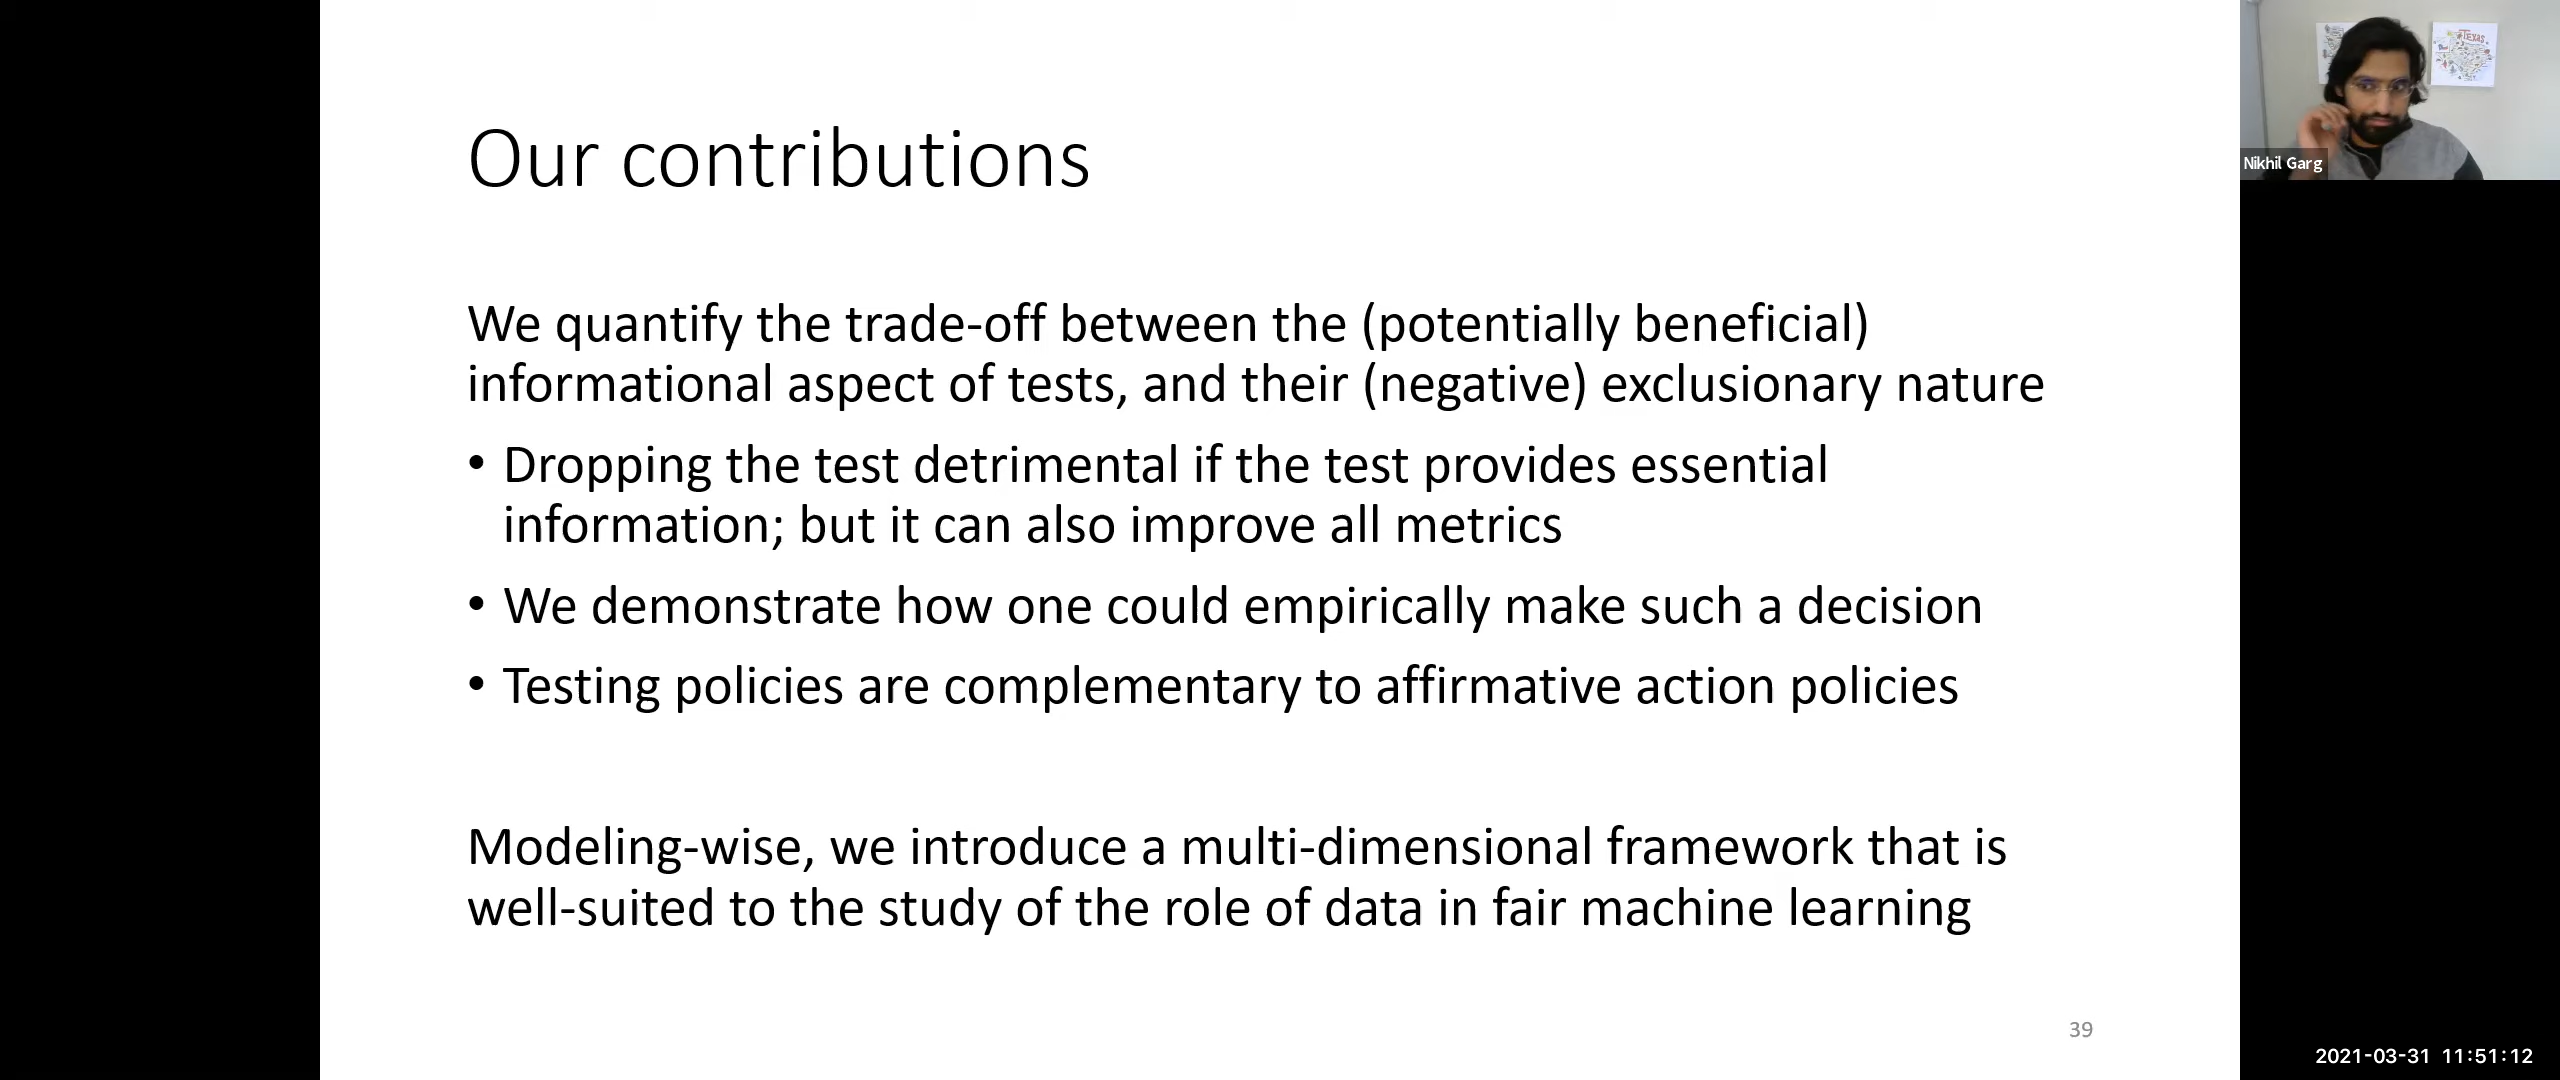 Our contributions
We quantify the trade-off between the (potentially beneficial)
informational aspect of tests, and their (negative) exclusionary nature
• Dropping the test detrimental if the test provides essential
information; but it can also improve all metrics
• We demonstrate how one could empirically make such a decision
• Testing policies are complementary to affirmative action policies
Modeling-wise, we introduce a multi-dimensional framework that is
well-suited to the study of the role of data in fair machine learning
39
Texas
Nikhil Garg
2021-03-31 11:51:12